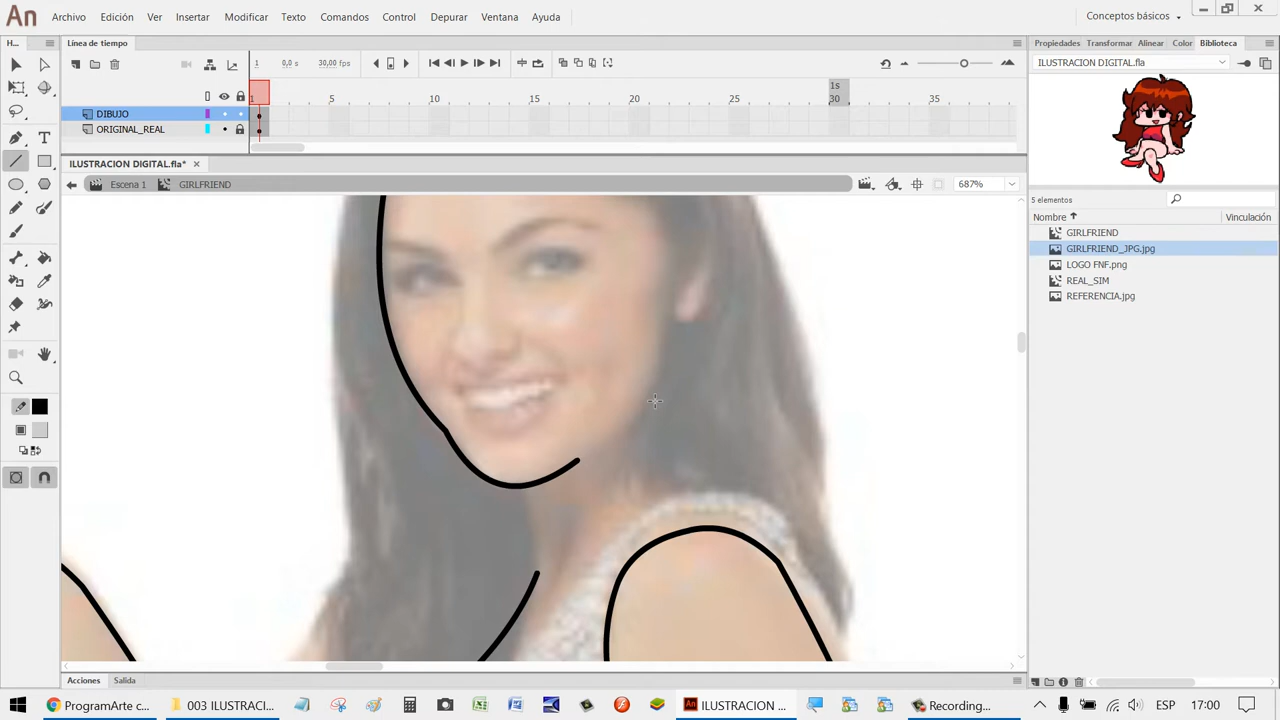 An Archivo Edición Ver Insertar Modificar Texto Comandos Control Depurar Ventana Ayuda Conceptos básicos
H... Línea de tiempo Propiedades Transformar Alinear Color Biblioteca
1 0,0 s 30,00 fps ILUSTRACION DIGITAL.fla
1s
1 5 10 15 20 25 30 35
DIBUJO
ORIGINAL_REAL
ILUSTRACION DIGITAL.fla*
Escena 1 GIRLFRIEND 687%
5 elementos
Nombre Vinculación
GIRLFRIEND
GIRLFRIEND_JPG.jpg
LOGO FNF.png
REAL_SIM
REFERENCIA.jpg
Acciones Salida
ProgramArte c... 003 ILUSTRACI... An ILUSTRACION ... Recording... ESP 17:00